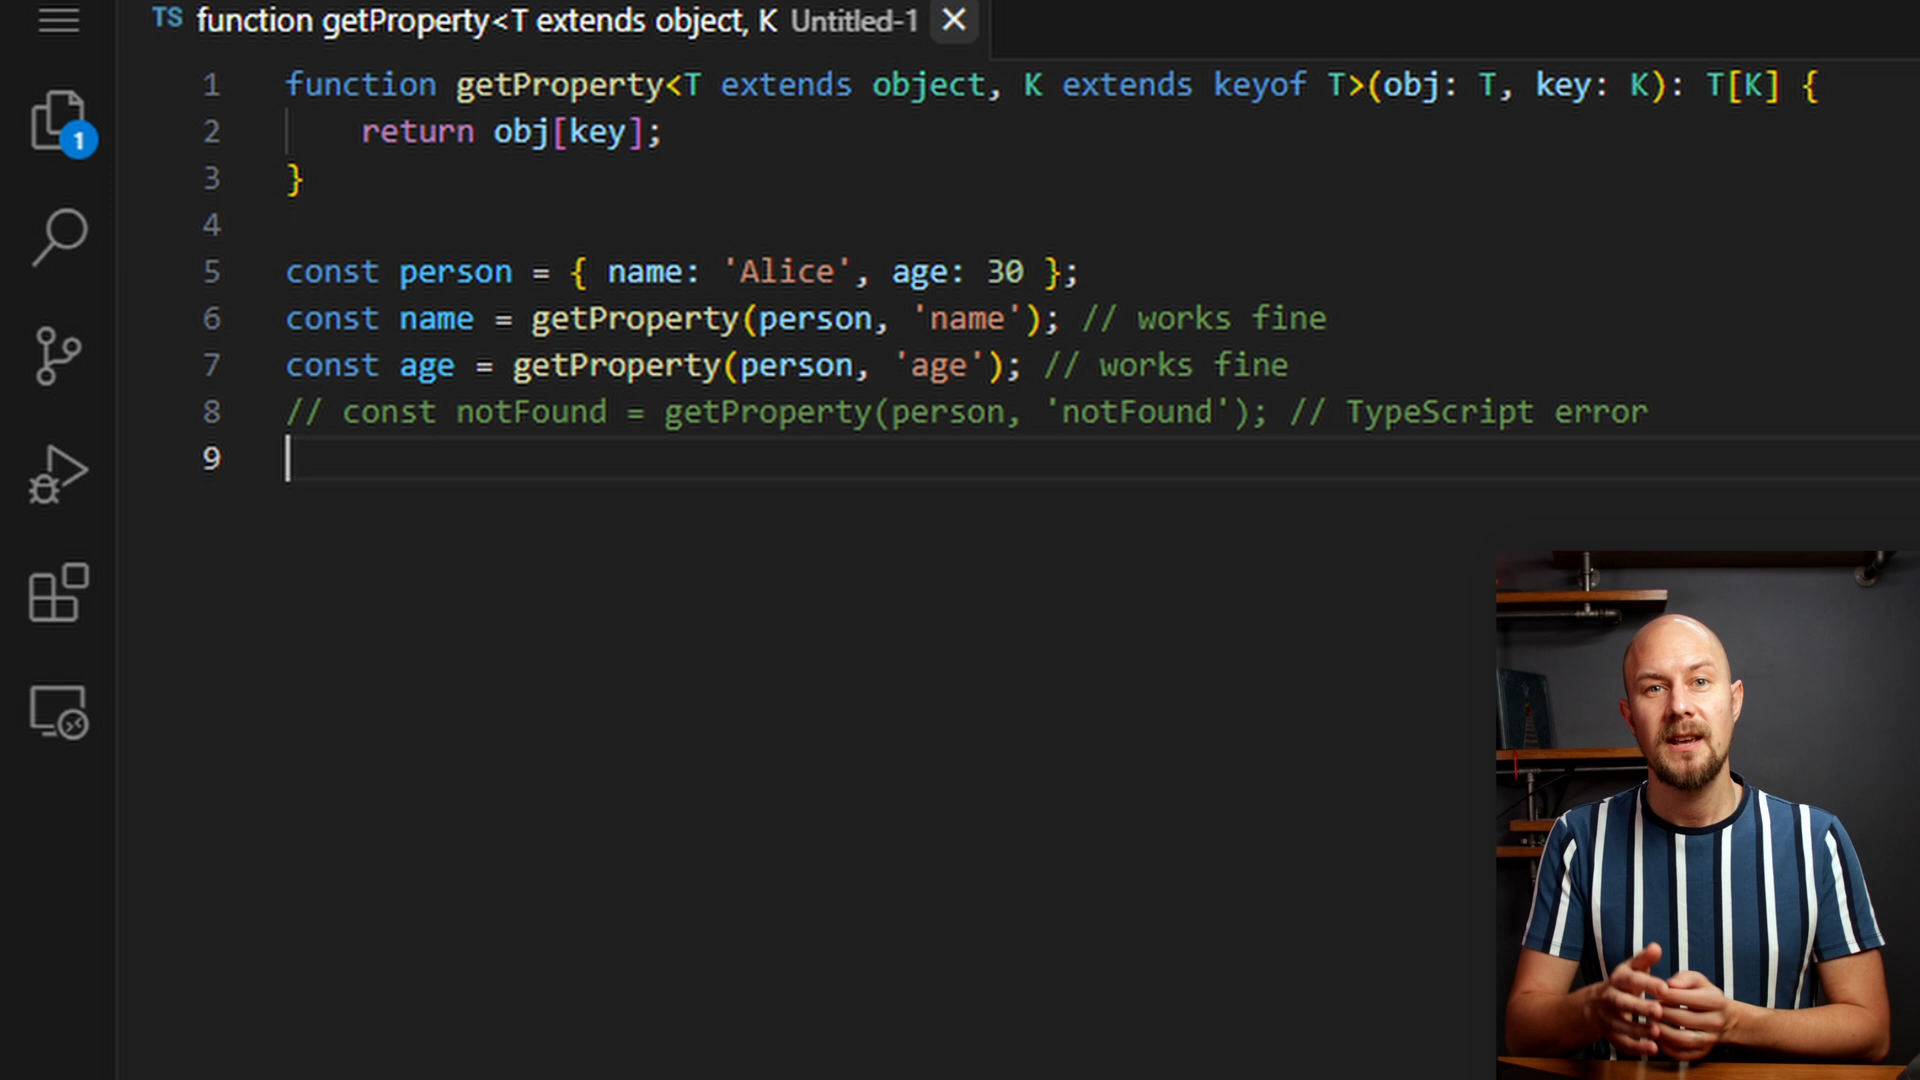 TS function getProperty<T extends object, K Untitled-1
1 function getProperty<T extends object, K extends keyof T>(obj: T, key: K): T[K] {
1
2 return obj[key];
3 }
4
5 const person = { name: 'Alice', age: 30 };
6 const name = getProperty(person, 'name'); // works fine
7 const age = getProperty(person, 'age'); // works fine
8 // const notFound = getProperty(person, 'notFound'); // TypeScript error
9